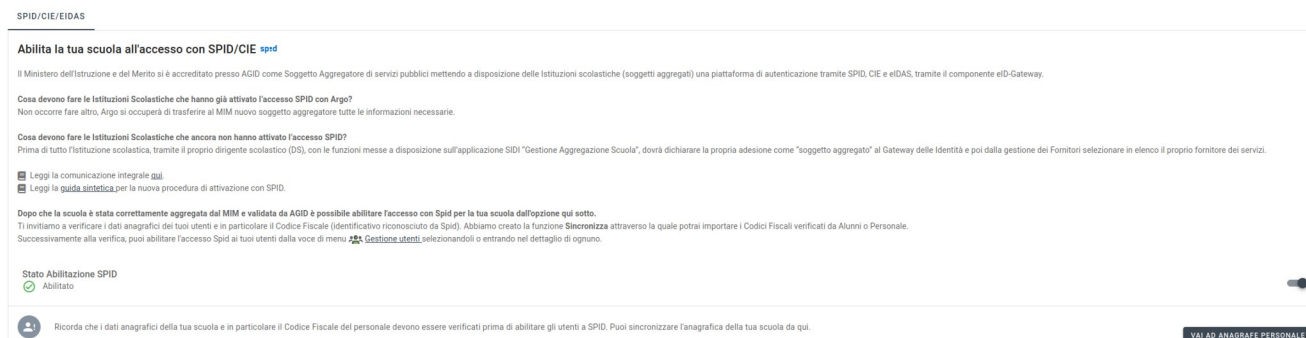 SPID/CIE/EIDAS
Abilita la tua scuola all'accesso con SPID/CIE spid
Il Ministero dell'Istruzione e del Merito si è accreditato presso AGID come Soggetto Aggregatore di servizi pubblici mettendo a disposizione delle Istituzioni scolastiche (soggetti aggregati) una piattaforma di autenticazione tramite SPID, CIE e eIDAS, tramite il componente eID-Gateway.
Cosa devono fare le Istituzioni Scolastiche che hanno già attivato l'accesso SPID con Argo?
Non occorre fare altro, Argo si occuperà di trasferire al MIM nuovo soggetto aggregatore tutte le informazioni necessarie.
Cosa devono fare le Istituzioni Scolastiche che ancora non hanno attivato l'accesso SPID?
Prima di tutto l'Istituzione scolastica, tramite il proprio dirigente scolastico (DS), con le funzioni messe a disposizione sull'applicazione SIDI "Gestione Aggregazione Scuola", dovrà dichiarare la propria adesione come "soggetto aggregato" al Gateway delle Identità e poi dalla gestione dei Fornitori selezionare in elenco il proprio fornitore dei servizi.
Leggi la comunicazione integrale qui.
Leggi la guida sintetica per la nuova procedura di attivazione con SPID.
Dopo che la scuola è stata correttamente aggregata dal MIM e validata da AGID è possibile abilitare l'accesso con Spid per la tua scuola dall'opzione qui sotto.
Ti invitiamo a verificare i dati anagrafici dei tuoi utenti e in particolare il Codice Fiscale (identificativo riconosciuto da Spid). Abbiamo creato la funzione Sincronizza attraverso la quale potrai importare i Codici Fiscali verificati da Alunni o Personale.
Successivamente alla verifica, puoi abilitare l'accesso Spid ai tuoi utenti dalla voce di menu Gestione utenti selezionandoli o entrando nel dettaglio di ognuno.
Stato Abilitazione SPID
Abilitato
Ricorda che i dati anagrafici della tua scuola e in particolare il Codice Fiscale del personale devono essere verificati prima di abilitare gli utenti a SPID. Puoi sincronizzare l'anagrafica della tua scuola da qui.
VAI AD ANAGRAFE PERSONALE